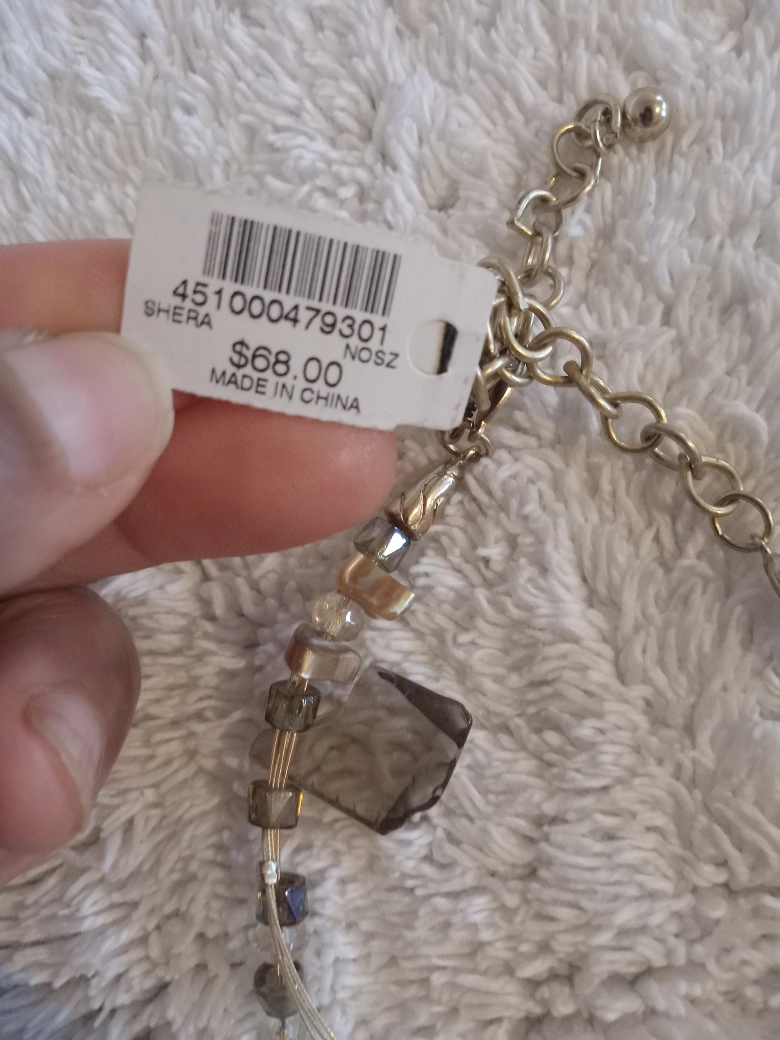 451000479301
SHERA
NOSZ
$68.00
MADE IN CHINA